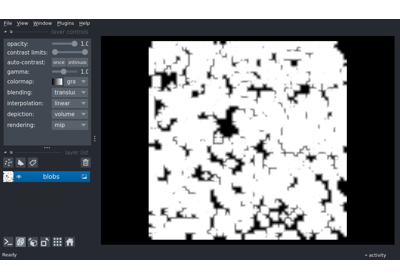 File View Window Plugins Help
layer controls
opacity: 1.0
contrast limits:
auto-contrast: once
gamma: 1.0
colormap: gra
blending: translu
interpolation: linear
depiction: volume
rendering: mip
layer list
blobs
Ready
activity